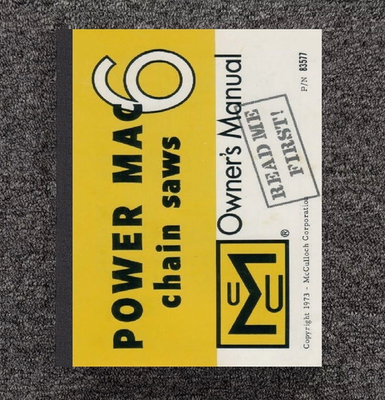 POWER MAC 6
chain saws
Owner's Manual
READ ME
FIRST!
®
Copyright 1973 - McCulloch Corporation
P/N 83577